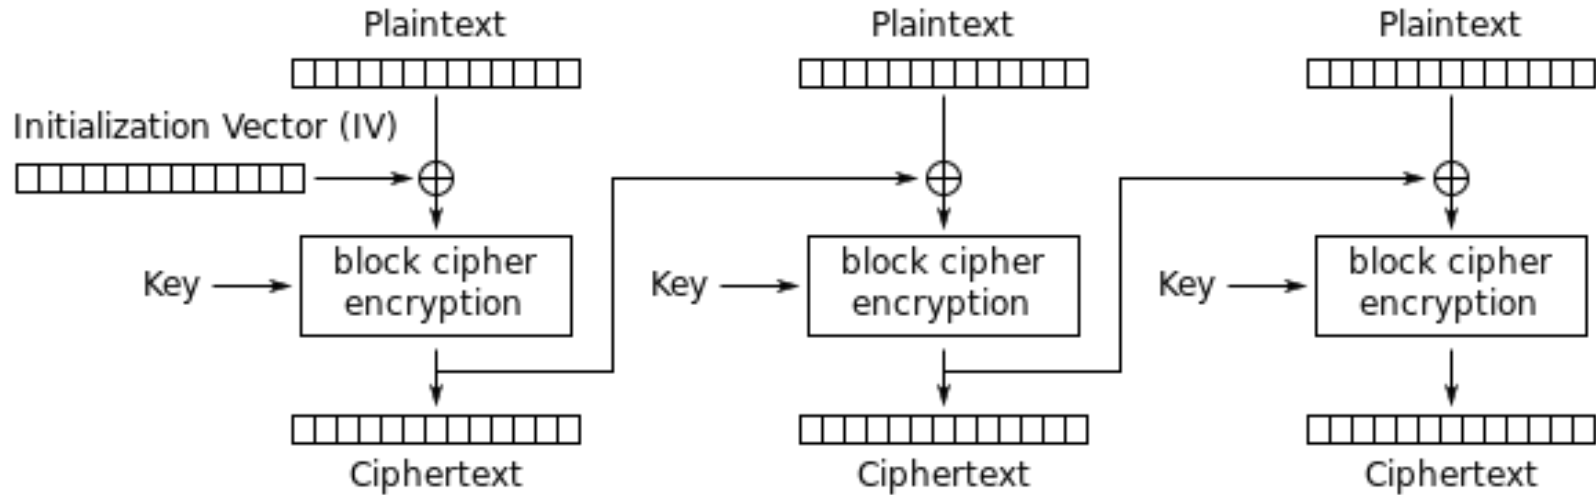 Plaintext
Plaintext
Plaintext
Initialization Vector (IV)
Key
block cipher
encryption
Key
block cipher
encryption
Key
block cipher
encryption
Ciphertext
Ciphertext
Ciphertext